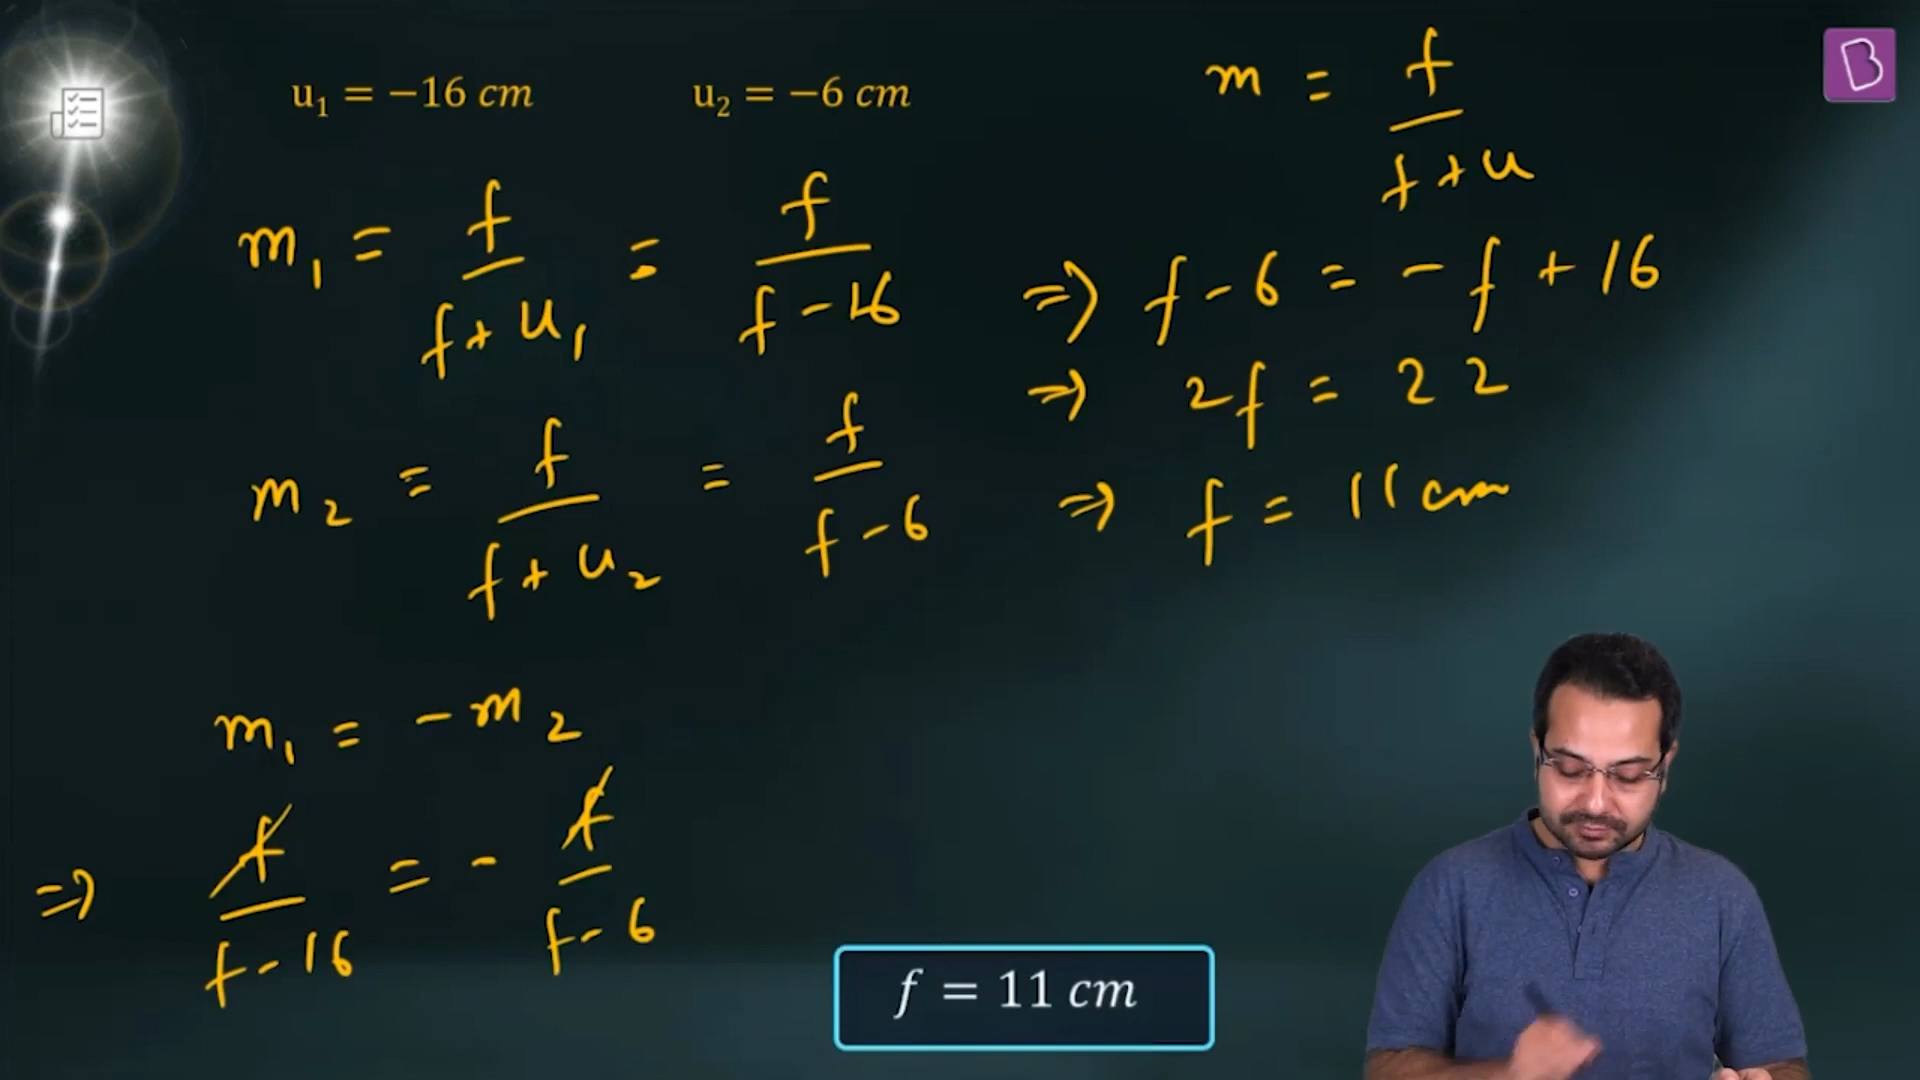 u₁ = −16 cm
u₂ = −6 cm
m = f / (f + u)
m₁ = f / (f + u₁) = f / (f − 16)
m₂ = f / (f + u₂) = f / (f − 6)
m₁ = − m₂
⇒ f / (f − 16) = − f / (f − 6)
⇒ f − 6 = − f + 16
⇒ 2f = 22
⇒ f = 11 cm
f = 11 cm
B